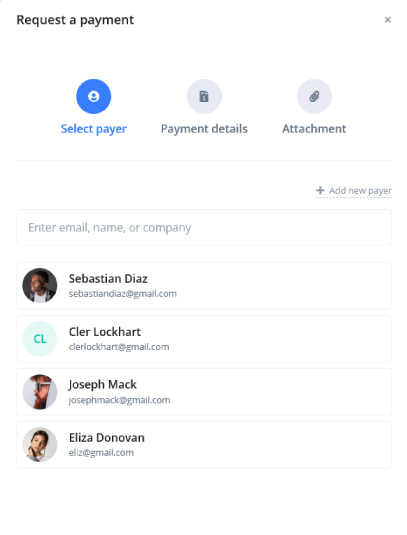 Request a payment
×
Select payer
Payment details
Attachment
+ Add new payer
Enter email, name, or company
Sebastian Diaz
sebastiandiaz@gmail.com
CL
Cler Lockhart
clerlockhart@gmail.com
Joseph Mack
josephmack@gmail.com
Eliza Donovan
eliz@gmail.com